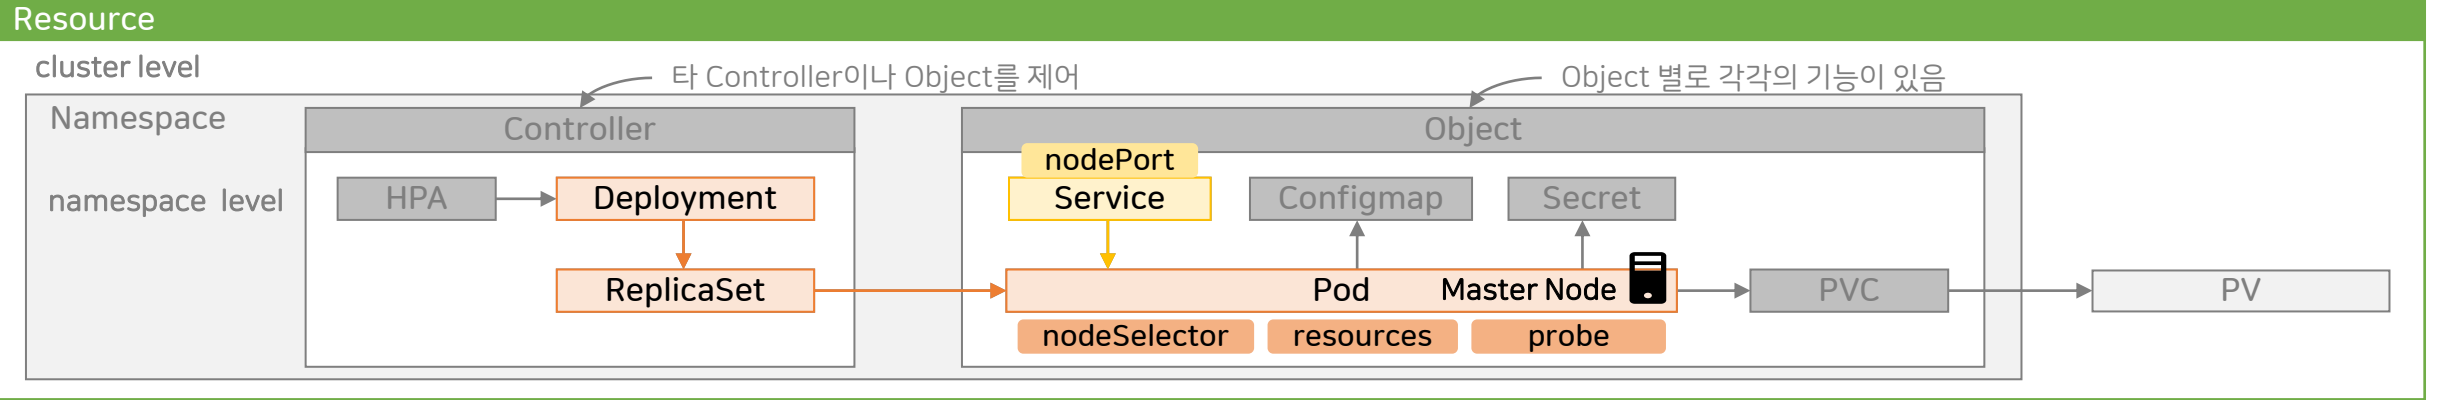 Resource
cluster level
타 Controller이나 Object를 제어
Object 별로 각각의 기능이 있음
Namespace
Controller
Object
nodePort
namespace level
HPA
Deployment
Service
Configmap
Secret
ReplicaSet
Pod
Master Node
PVC
PV
nodeSelector
resources
probe